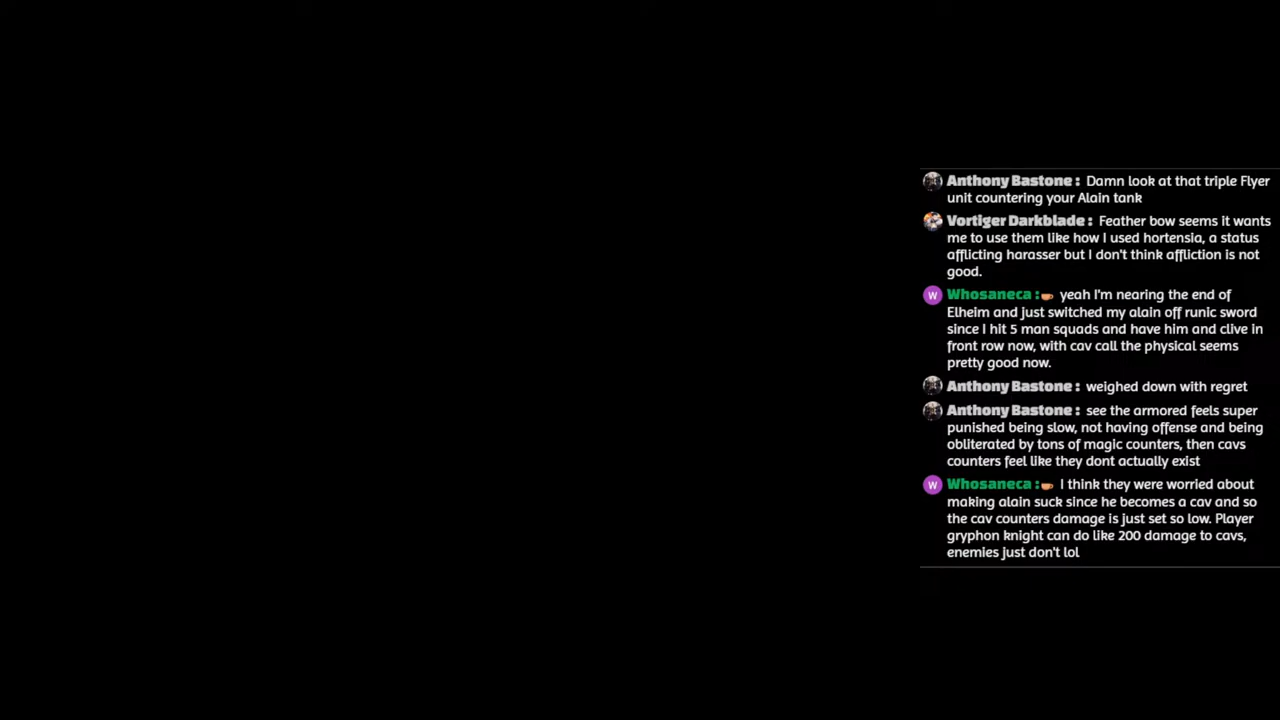 Anthony Bastone : Damn look at that triple Flyer
unit countering your Alain tank
Vortiger Darkblade : Feather bow seems it wants
me to use them like how I used hortensia, a status
afflicting harasser but I don't think affliction is not
good.
W Whosaneca : yeah I'm nearing the end of
Elheim and just switched my alain off runic sword
since I hit 5 man squads and have him and clive in
front row now, with cav call the physical seems
pretty good now.
Anthony Bastone : weighed down with regret
Anthony Bastone : see the armored feels super
punished being slow, not having offense and being
obliterated by tons of magic counters, then cavs
counters feel like they dont actually exist
W Whosaneca : I think they were worried about
making alain suck since he becomes a cav and so
the cav counters damage is just set so low. Player
gryphon knight can do like 200 damage to cavs,
enemies just don't lol